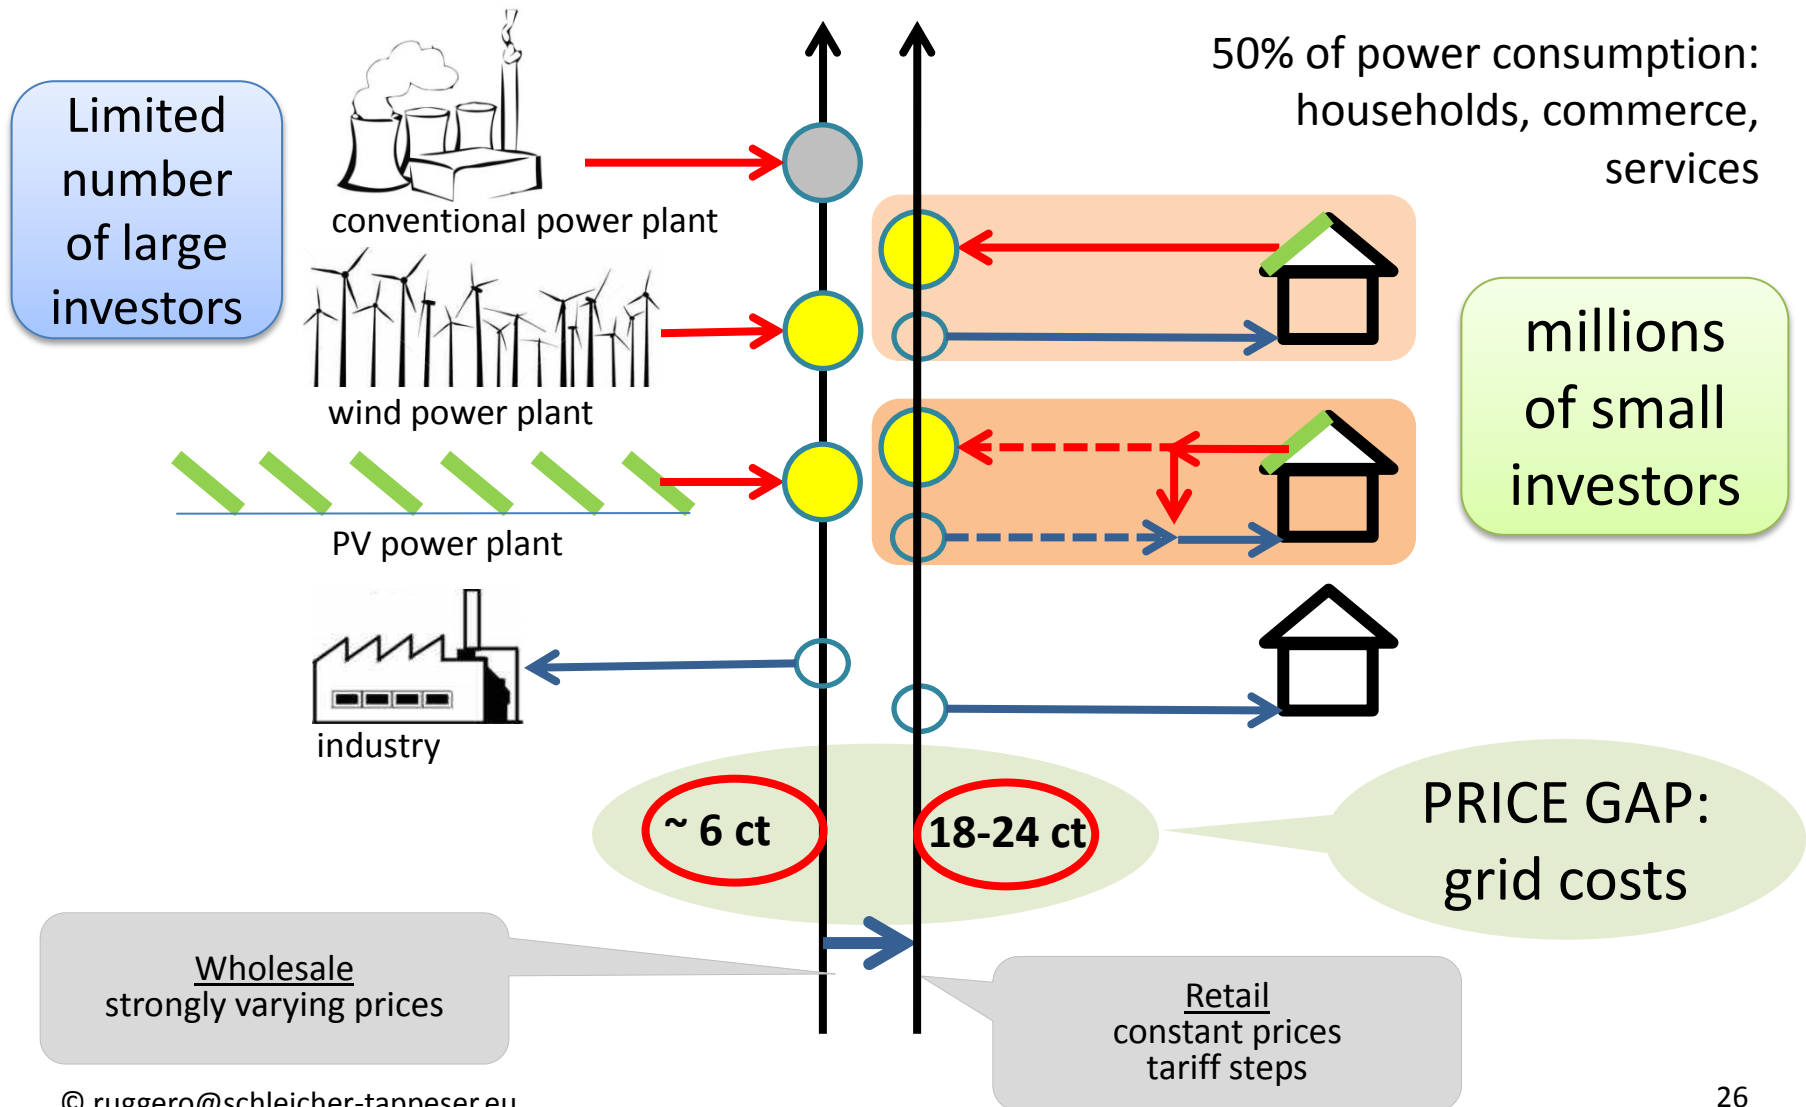 Limited
number
of large
investors
conventional power plant
wind power plant
PV power plant
industry
50% of power consumption:
households, commerce,
services
millions
of small
investors
~ 6 ct
18-24 ct
PRICE GAP:
grid costs
Wholesale
strongly varying prices
Retail
constant prices
tariff steps
© ruggero@schleicher-tappeser.eu
26